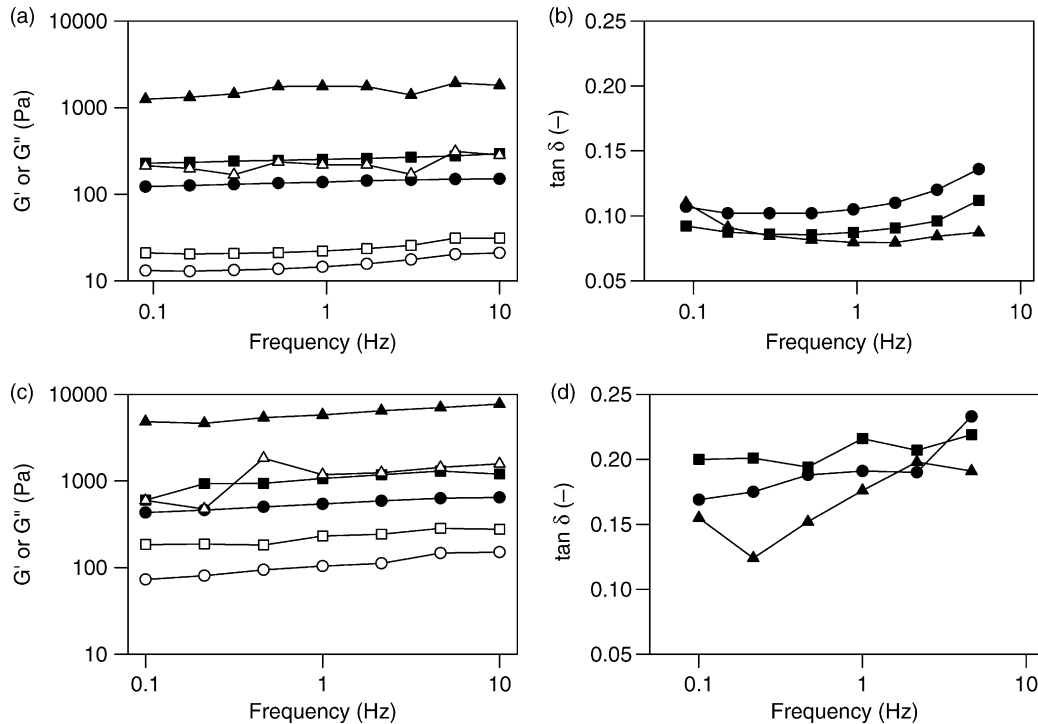 (a)
10000
1000
100
10
G' or G" (Pa)
0.1 1 10
Frequency (Hz)
(b)
0.25
0.20
0.15
0.10
0.05
tan δ (–)
0.1 1 10
Frequency (Hz)
(c)
10000
1000
100
10
G' or G" (Pa)
0.1 1 10
Frequency (Hz)
(d)
0.25
0.20
0.15
0.10
0.05
tan δ (–)
0.1 1 10
Frequency (Hz)